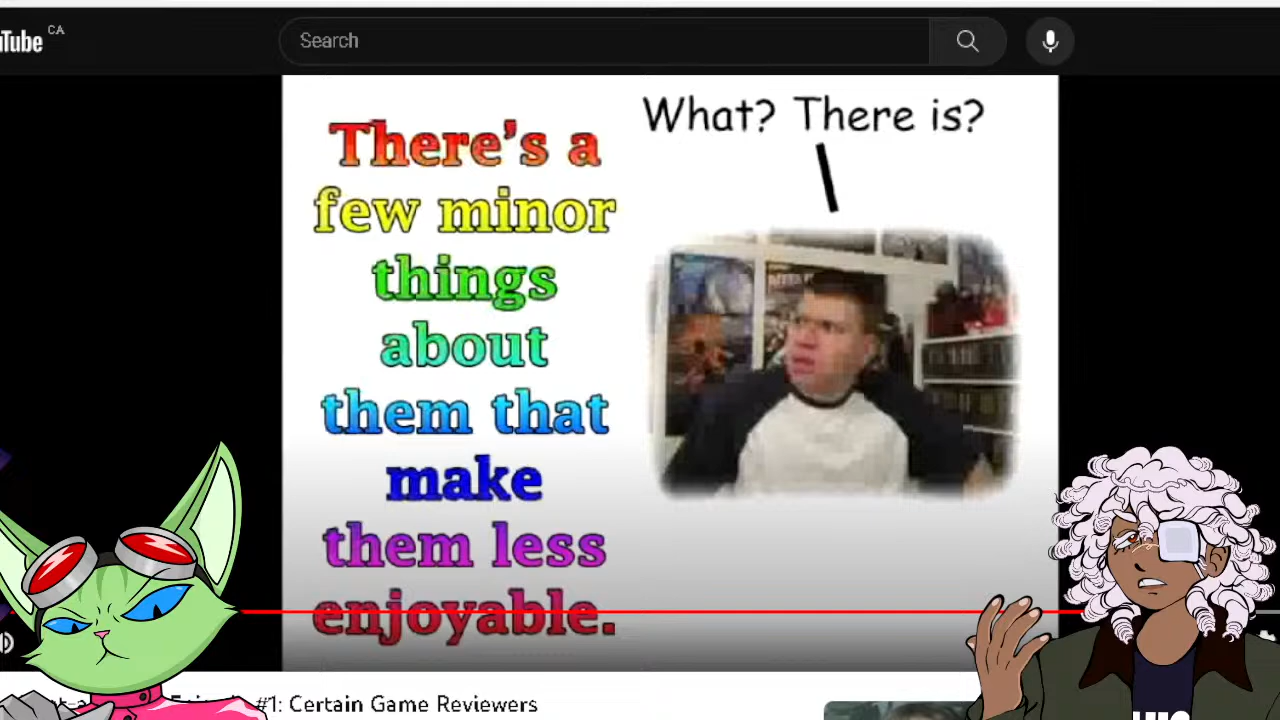 CA
Search
What? There is?
There's a
few minor
things
about
them that
make
them less
enjoyable.
#1: Certain Game Reviewers